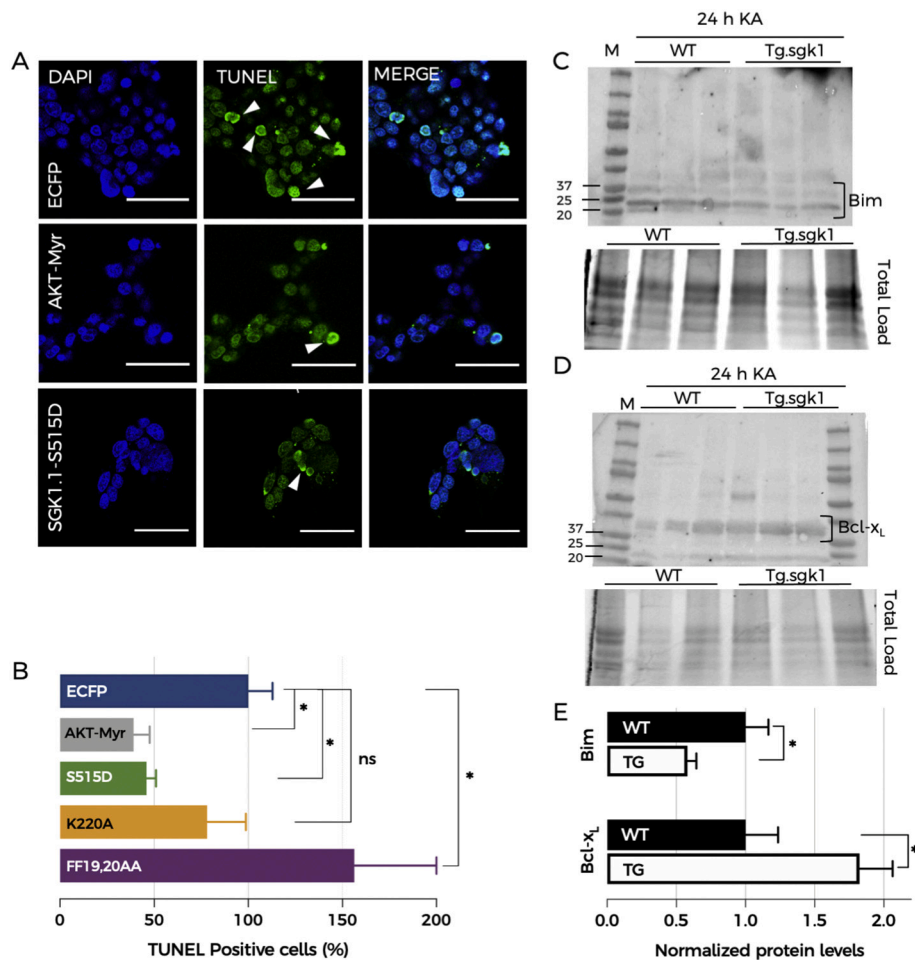 A
DAPI
TUNEL
MERGE
ECFP
AKT-Myr
SGK1.1-S515D
B
ECFP
AKT-Myr
S515D
K220A
FF19,20AA
*
*
ns
*
0
50
100
150
200
TUNEL Positive cells (%)
C
24 h KA
M
WT
Tg.sgk1
37
25
20
Bim
WT
Tg.sgk1
Total Load
D
24 h KA
M
WT
Tg.sgk1
37
25
20
Bcl-xL
WT
Tg.sgk1
Total Load
E
Bim
WT
TG
*
Bcl-xL
WT
TG
*
0.0
0.5
1.0
1.5
2.0
Normalized protein levels